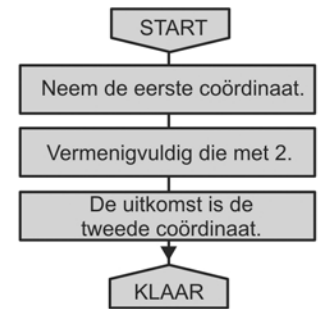 START
Neem de eerste coördinaat.
Vermenigvuldig die met 2.
De uitkomst is de
tweede coördinaat.
KLAAR